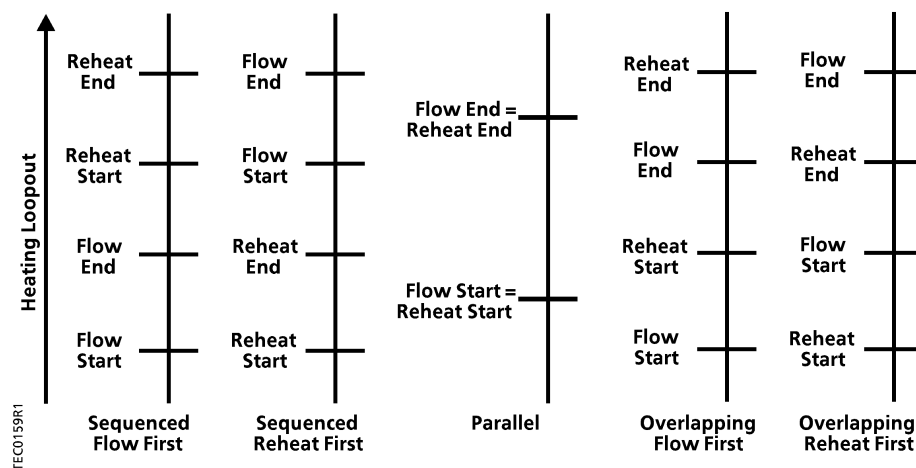 Heating Loopout
Reheat
End
Reheat
Start
Flow
End
Flow
Start
Sequenced
Flow First
Flow
End
Flow
Start
Reheat
End
Reheat
Start
Sequenced
Reheat First
Flow End =
Reheat End
Flow Start =
Reheat Start
Parallel
Reheat
End
Flow
End
Reheat
Start
Flow
Start
Overlapping
Flow First
Flow
End
Reheat
End
Flow
Start
Reheat
Start
Overlapping
Reheat First
TEC0159R1